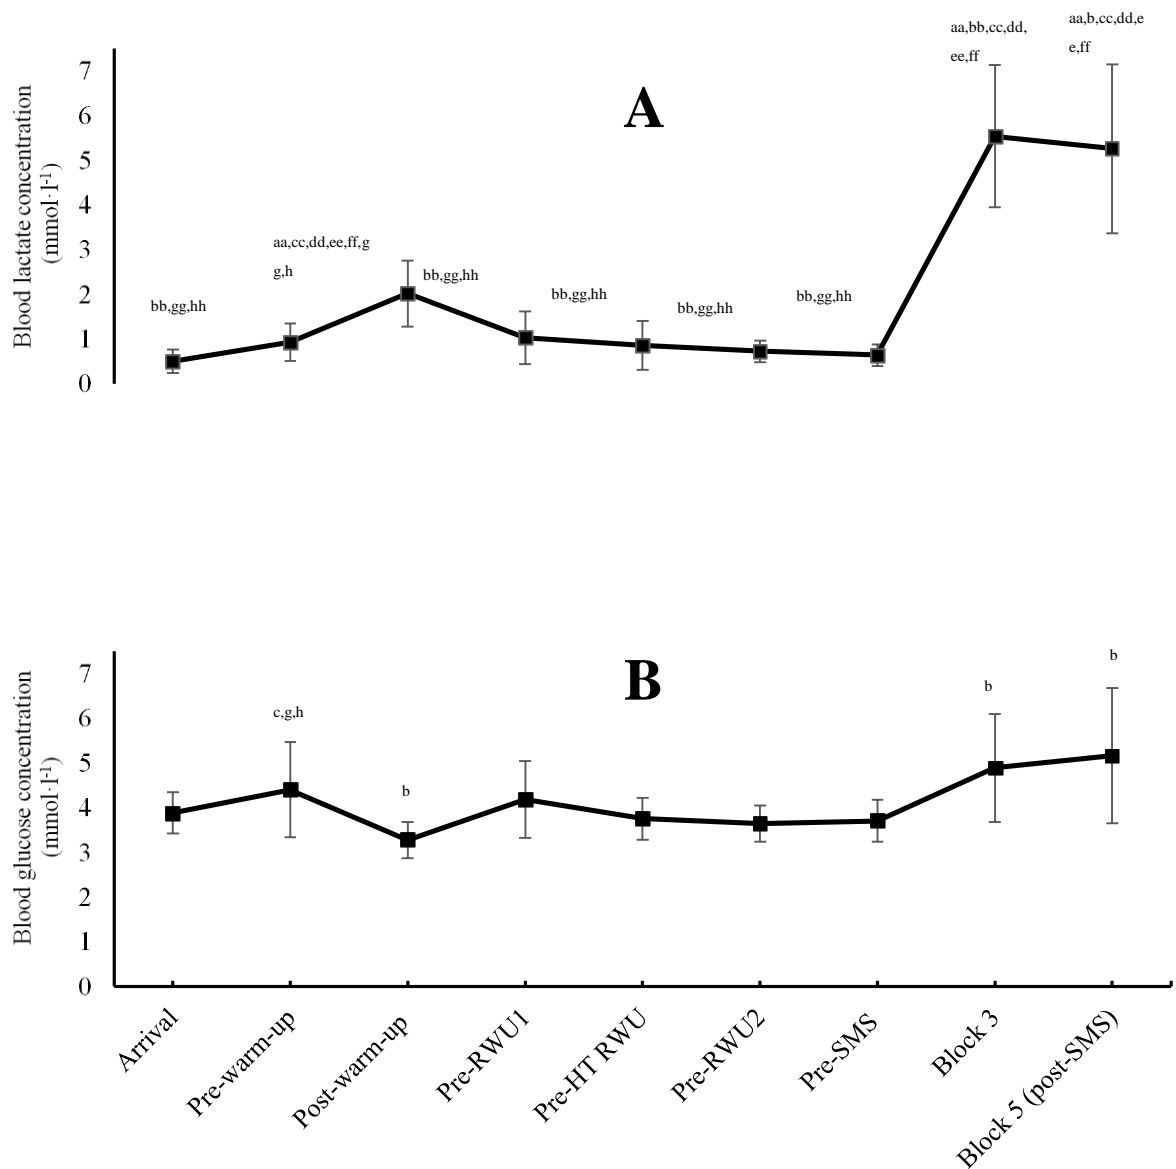 aa,bb,cc,dd,
ee,ff
aa,b,cc,dd,e
e,ff
A
Blood lactate concentration
(mmol·l-1)
7
6
5
4
3
2
1
0
bb,gg,hh
aa,cc,dd,ee,ff,g
g,h
bb,gg,hh
bb,gg,hh
bb,gg,hh
bb,gg,hh
B
Blood glucose concentration
(mmol·l-1)
7
6
5
4
3
2
1
0
c,g,h
b
b
b
Arrival
Pre-warm-up
Post-warm-up
Pre-RWU1
Pre-HT RWU
Pre-RWU2
Pre-SMS
Block 3
Block 5 (post-SMS)